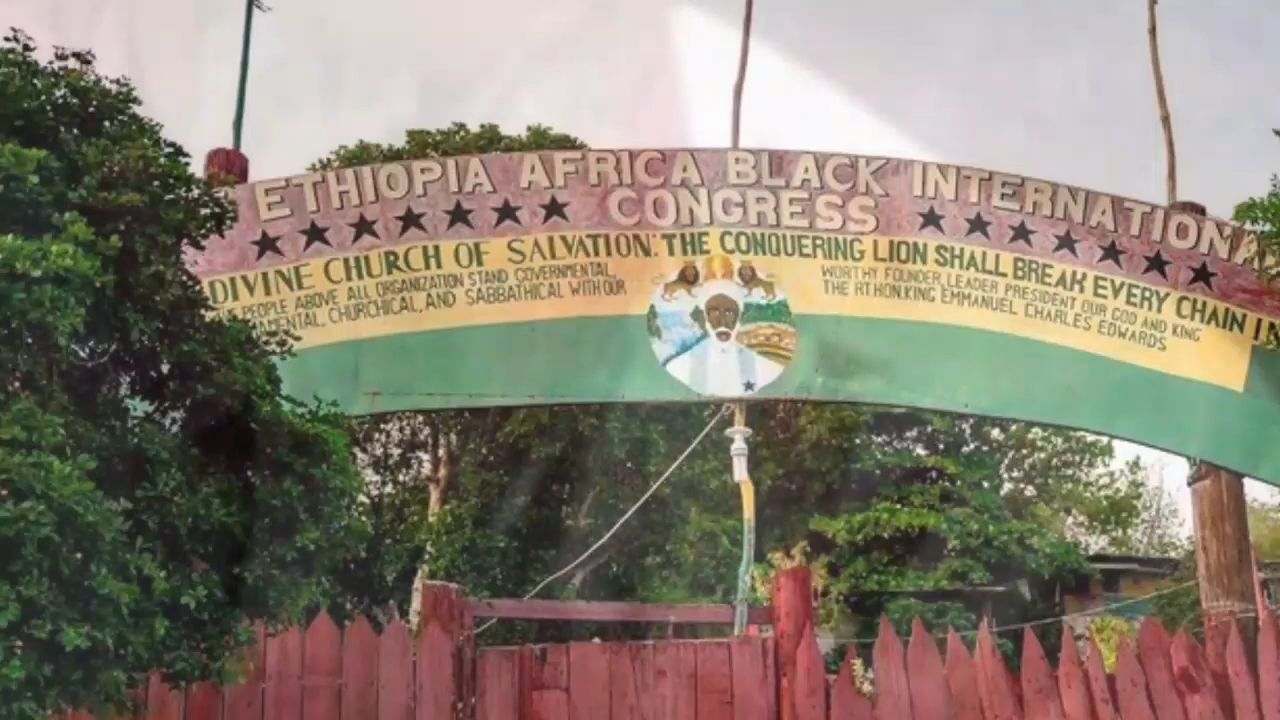 ETHIOPIA AFRICA BLACK INTERNATIONA
CONGRESS
DIVINE CHURCH OF SALVATION: THE CONQUERING LION SHALL BREAK EVERY CHAIN
PEOPLE ABOVE ALL ORGANIZATION STAND GOVERNMENTAL,
AMENTAL, CHURCHICAL, AND SABBATHICAL WITH OUR
WORTHY FOUNDER, LEADER PRESIDENT OUR GOD AND KING
THE RT.HON.KING EMMANUEL CHARLES EDWARDS